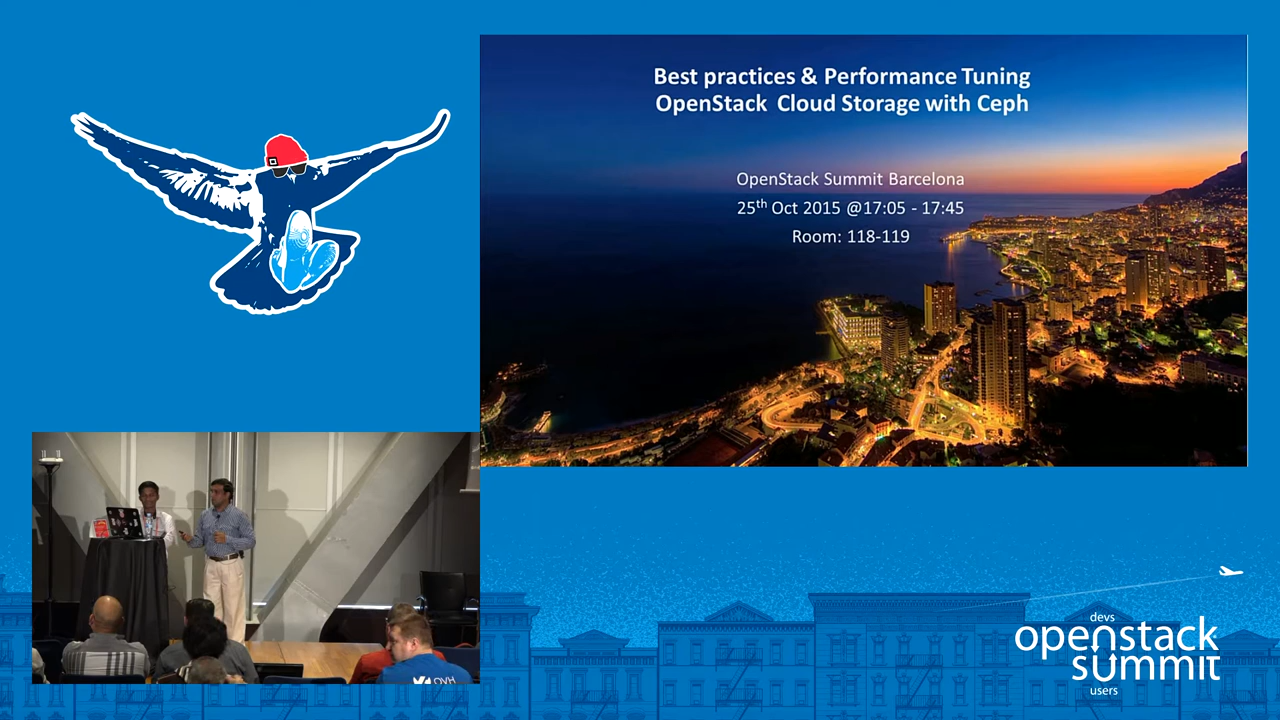 Best practices & Performance Tuning
OpenStack Cloud Storage with Ceph
OpenStack Summit Barcelona
25th Oct 2015 @17:05 - 17:45
Room: 118-119
OVH
devs
openstack
summit
users